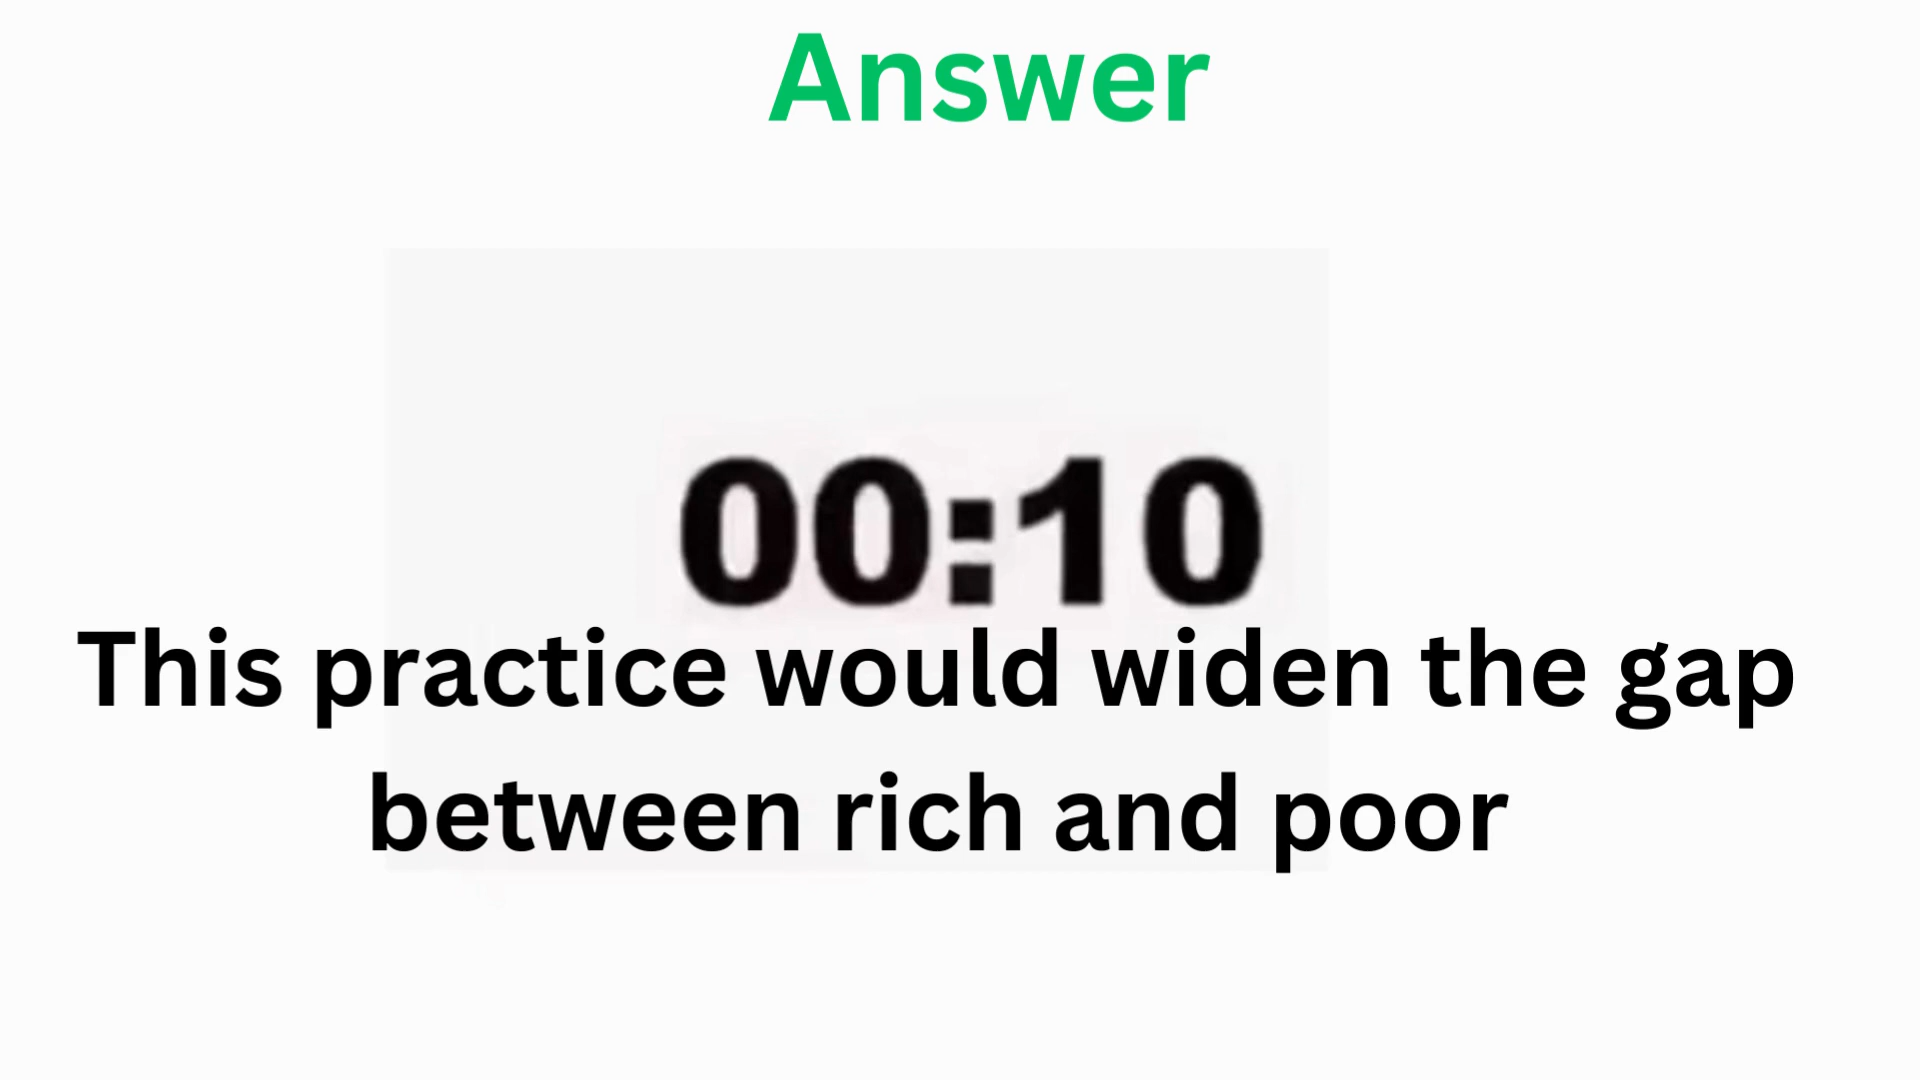 Answer
00:10
This practice would widen the gap
between rich and poor